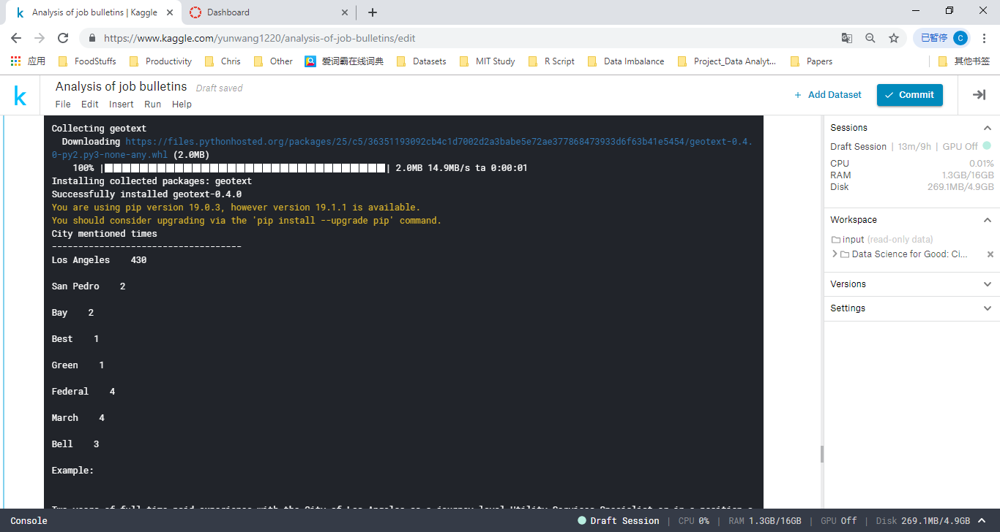 Analysis of job bulletins | Kaggle
Dashboard
https://www.kaggle.com/yunwang1220/analysis-of-job-bulletins/edit
已暂停
C
应用
FoodStuffs
Productivity
Chris
Other
爱词霸在线词典
Datasets
MIT Study
R Script
Data Imbalance
Project_Data Analyt...
Papers
其他书签
k
Analysis of job bulletins
Draft saved
File Edit Insert Run Help
+ Add Dataset
Commit
Collecting geotext
Downloading https://files.pythonhosted.org/packages/25/c5/36351193092cb4c1d7002d2a3babe5e72ae377868473933d6f63b41e5454/geotext-0.4.
0-py2.py3-none-any.whl (2.0MB)
100% | | 2.0MB 14.9MB/s ta 0:00:01
Installing collected packages: geotext
Successfully installed geotext-0.4.0
You are using pip version 19.0.3, however version 19.1.1 is available.
You should consider upgrading via the 'pip install --upgrade pip' command.
City mentioned times
------------------------------------
Los Angeles 430
San Pedro 2
Bay 2
Best 1
Green 1
Federal 4
March 4
Bell 3
Example:
Two years of full-time paid experience with the City of Los Angeles as a journey-level Utility Services Specialist or in a position a
Sessions
Draft Session | 13m/9h | GPU Off
CPU 0.01%
RAM 1.3GB/16GB
Disk 269.1MB/4.9GB
Workspace
input (read-only data)
Data Science for Good: Ci...
Versions
Settings
Console
Draft Session | CPU 0% | RAM 1.3GB/16GB | GPU Off | Disk 269.1MB/4.9GB